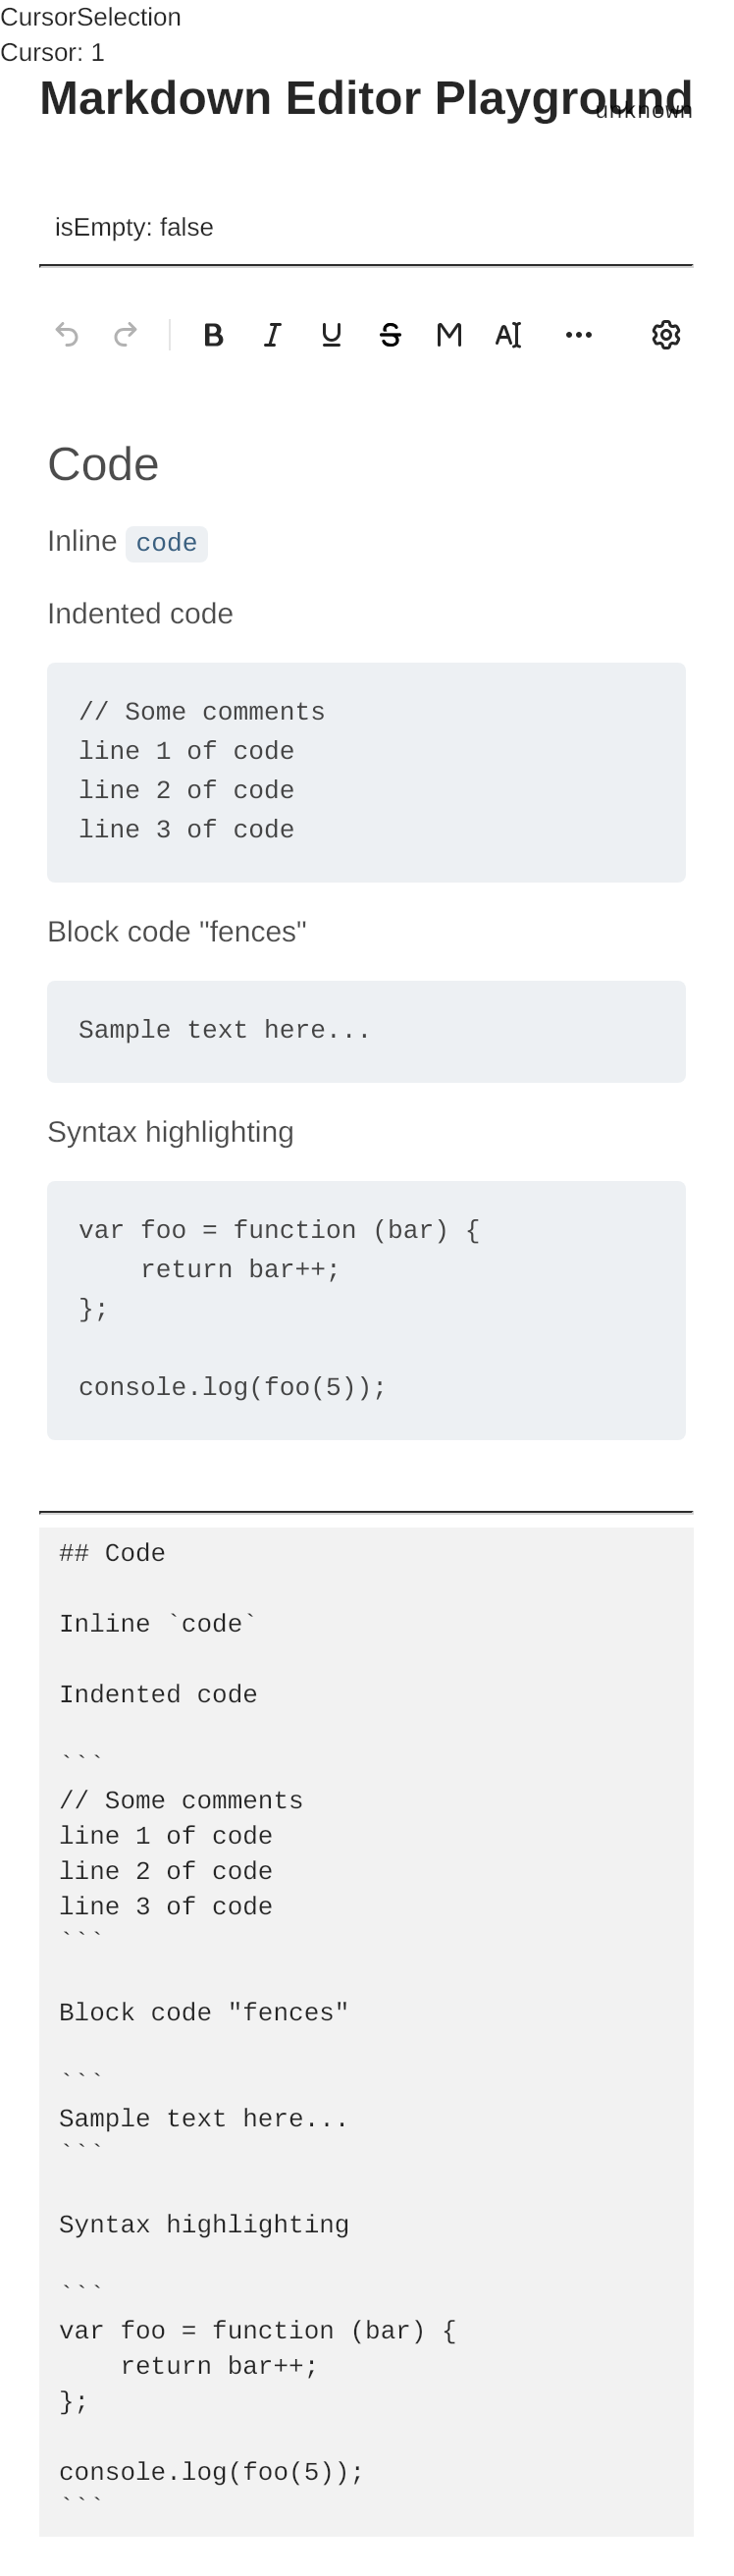 CursorSelection
Cursor: 1
Markdown Editor Playground
unknown
isEmpty: false
B I U S M AI
Code
Inline code
Indented code
// Some comments
line 1 of code
line 2 of code
line 3 of code
Block code "fences"
Sample text here...
Syntax highlighting
var foo = function (bar) {
    return bar++;
};
console.log(foo(5));
## Code
Inline `code`
Indented code
```
// Some comments
line 1 of code
line 2 of code
line 3 of code
```
Block code "fences"
```
Sample text here...
```
Syntax highlighting
```
var foo = function (bar) {
    return bar++;
};
console.log(foo(5));
```